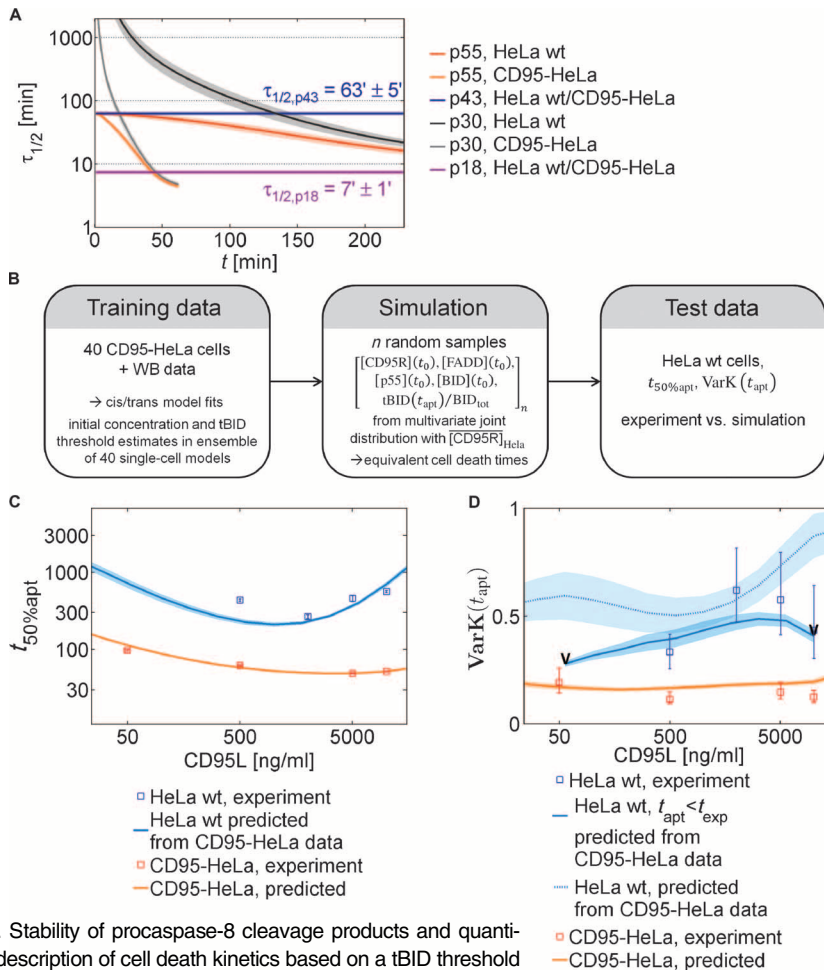 A
1000
100
10
1
τ1/2 [min]
τ1/2,p43 = 63' ± 5'
τ1/2,p18 = 7' ± 1'
0 50 100 150 200
t [min]
p55, HeLa wt
p55, CD95-HeLa
p43, HeLa wt/CD95-HeLa
p30, HeLa wt
p30, CD95-HeLa
p18, HeLa wt/CD95-HeLa
B
Training data
40 CD95-HeLa cells
+ WB data
→ cis/trans model fits
initial concentration and tBID
threshold estimates in ensemble
of 40 single-cell models
Simulation
n random samples
[CD95R](t0), [FADD](t0),
[p55](t0), [BID](t0),
tBID(tapt)/BIDtot
n
from multivariate joint
distribution with [CD95R]Hela
→equivalent cell death times
Test data
HeLa wt cells,
t50%apt, VarK (tapt)
experiment vs. simulation
C
3000
1000
300
100
30
t50%apt
50 500 5000
CD95L [ng/ml]
HeLa wt, experiment
HeLa wt predicted
from CD95-HeLa data
CD95-HeLa, experiment
CD95-HeLa, predicted
D
1
0.5
0
VarK(tapt)
V
V
50 500 5000
CD95L [ng/ml]
HeLa wt, experiment
HeLa wt, tapt<texp
predicted from
CD95-HeLa data
HeLa wt, predicted
from CD95-HeLa data
CD95-HeLa, experiment
CD95-HeLa, predicted
Stability of procaspase-8 cleavage products and quanti-
description of cell death kinetics based on a tBID threshold